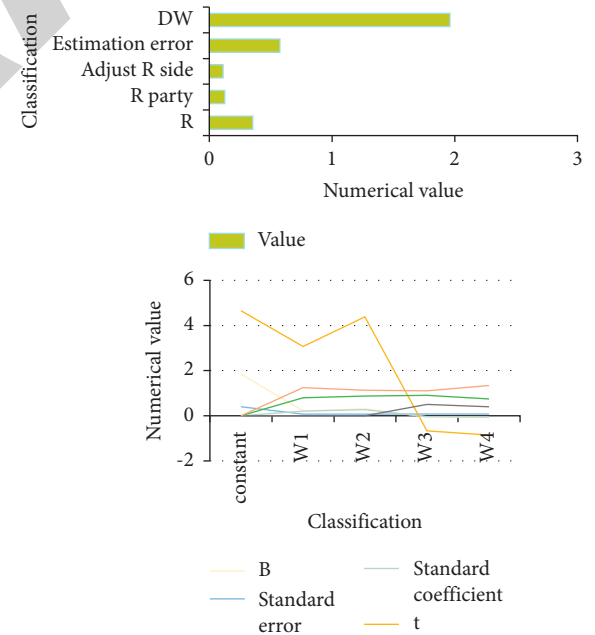 Classification
DW
Estimation error
Adjust R side
R party
R
0 1 2 3
Numerical value
Value
Numerical value
6
4
2
0
-2
constant W1 W2 W3 W4
Classification
B
Standard
error
Standard
coefficient
t